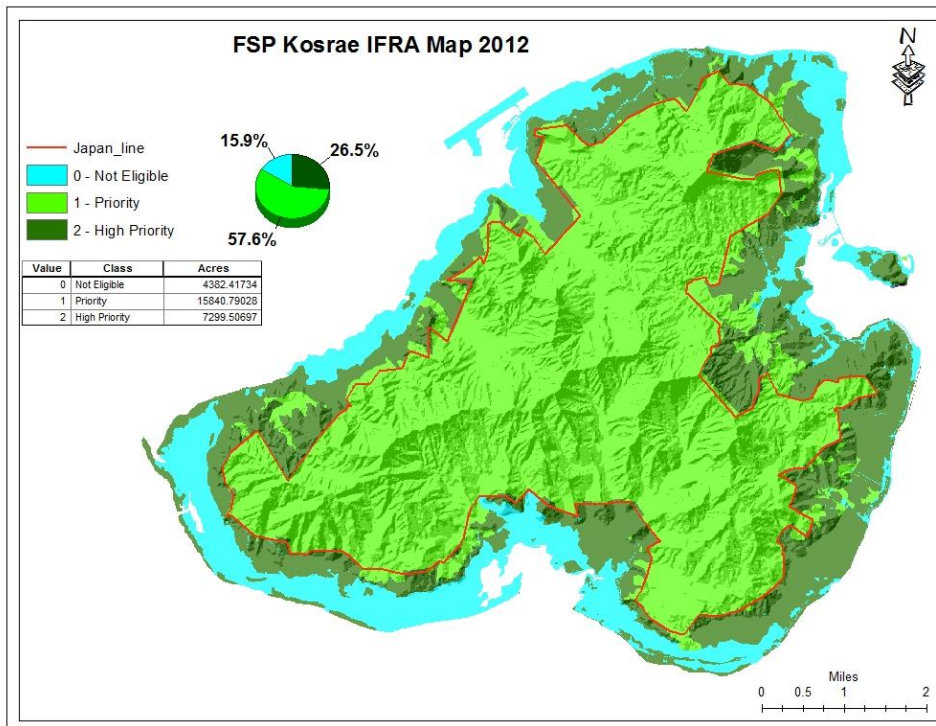 FSP Kosrae IFRA Map 2012
N
Japan_line
0 - Not Eligible
1 - Priority
2 - High Priority
15.9%
26.5%
57.6%
Value Class Acres
0 Not Eligible 4382.41734
1 Priority 15840.79028
2 High Priority 7299.50697
Miles
0 0.5 1 2